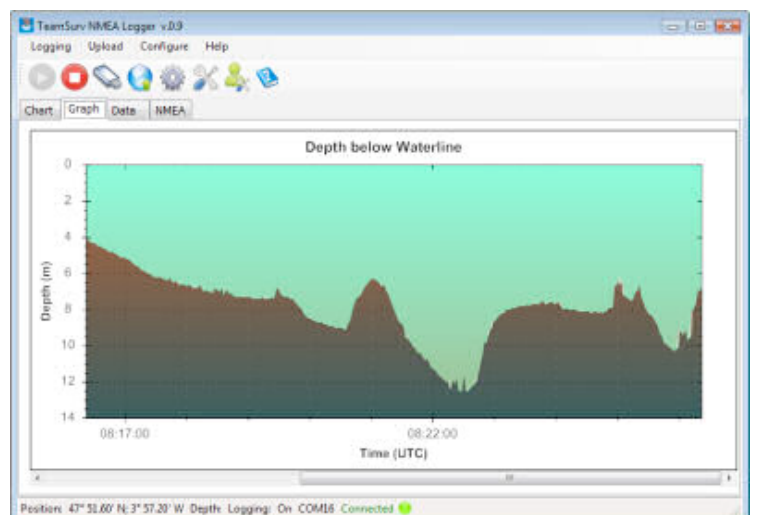 TeamSurv NMEA Logger v.0.9
Logging Upload Configure Help
Chart Graph Data NMEA
Depth below Waterline
0
2
4
6
8
10
12
14
Depth (m)
08:17:00 08:22:00
Time (UTC)
Position: 47° 51.60' N; 3° 57.20' W Depth: Logging: On COM16 Connected